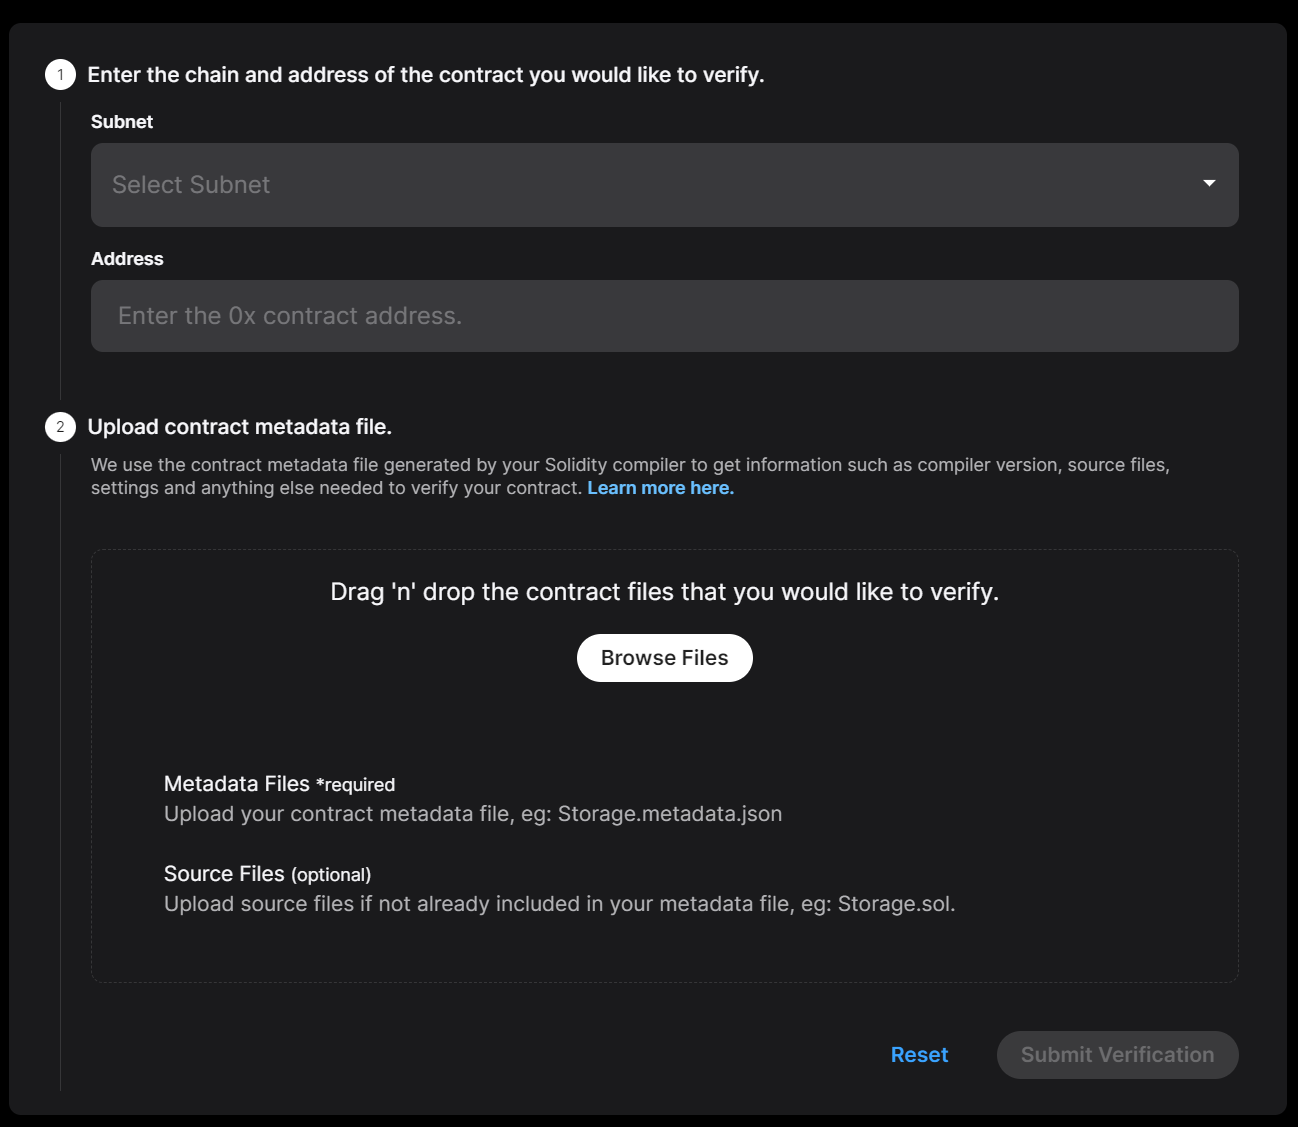 1 Enter the chain and address of the contract you would like to verify.
Subnet
Select Subnet
Address
Enter the 0x contract address.
2 Upload contract metadata file.
We use the contract metadata file generated by your Solidity compiler to get information such as compiler version, source files,
settings and anything else needed to verify your contract. Learn more here.
Drag 'n' drop the contract files that you would like to verify.
Browse Files
Metadata Files *required
Upload your contract metadata file, eg: Storage.metadata.json
Source Files (optional)
Upload source files if not already included in your metadata file, eg: Storage.sol.
Reset Submit Verification